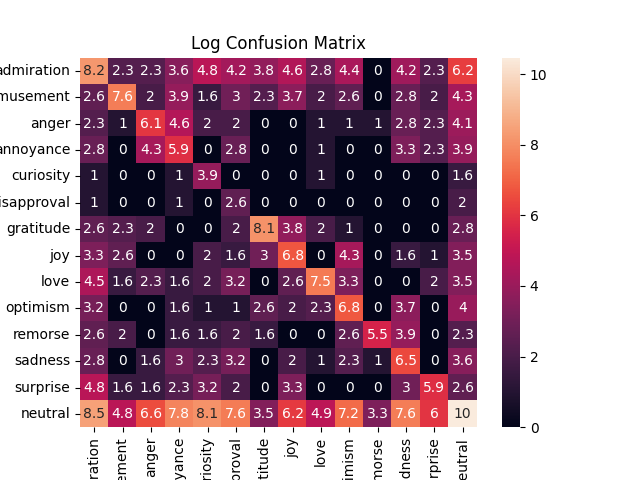 Log Confusion Matrix
admiration 8.2 2.3 2.3 3.6 4.8 4.2 3.8 4.6 2.8 4.4 0 4.2 2.3 6.2
musement 2.6 7.6 2 3.9 1.6 3 2.3 3.7 2 2.6 0 2.8 2 4.3
anger 2.3 1 6.1 4.6 2 2 0 0 1 1 1 2.8 2.3 4.1
annoyance 2.8 0 4.3 5.9 0 2.8 0 0 1 0 0 3.3 2.3 3.9
curiosity 1 0 0 1 3.9 0 0 0 1 0 0 0 0 1.6
isapproval 1 0 0 1 0 2.6 0 0 0 0 0 0 0 2
gratitude 2.6 2.3 2 0 0 2 8.1 3.8 2 1 0 0 0 2.8
joy 3.3 2.6 0 0 2 1.6 3 6.8 0 4.3 0 1.6 1 3.5
love 4.5 1.6 2.3 1.6 2 3.2 0 2.6 7.5 3.3 0 0 2 3.5
optimism 3.2 0 0 1.6 1 1 2.6 2 2.3 6.8 0 3.7 0 4
remorse 2.6 2 0 1.6 1.6 2 1.6 0 0 2.6 5.5 3.9 0 2.3
sadness 2.8 0 1.6 3 2.3 3.2 0 2 1 2.3 1 6.5 0 3.6
surprise 4.8 1.6 1.6 2.3 3.2 2 0 3.3 0 0 0 3 5.9 2.6
neutral 8.5 4.8 6.6 7.8 8.1 7.6 3.5 6.2 4.9 7.2 3.3 7.6 6 10
ration ement anger yance riosity proval titude joy love imism morse dness rprise eutral
10
8
6
4
2
0